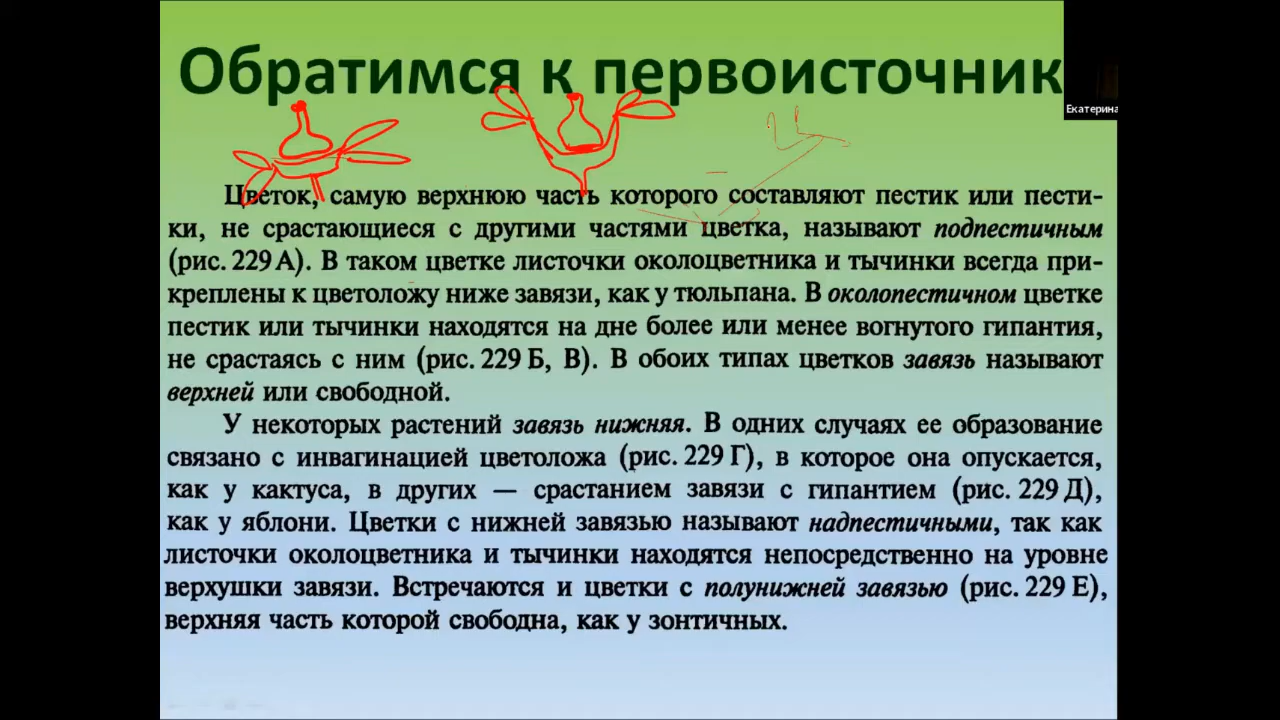 Обратимся к первоисточник
Екатерина
Цветок, самую верхнюю часть которого составляют пестик или пести-
ки, не срастающиеся с другими частями цветка, называют подпестичным
(рис. 229 А). В таком цветке листочки околоцветника и тычинки всегда при-
креплены к цветоложу ниже завязи, как у тюльпана. В околопестичном цветке
пестик или тычинки находятся на дне более или менее вогнутого гипантия,
не срастаясь с ним (рис. 229 Б, В). В обоих типах цветков завязь называют
верхней или свободной.
У некоторых растений завязь нижняя. В одних случаях ее образование
связано с инвагинацией цветоложа (рис. 229 Г), в которое она опускается,
как у кактуса, в других — срастанием завязи с гипантием (рис. 229 Д),
как у яблони. Цветки с нижней завязью называют надпестичными, так как
листочки околоцветника и тычинки находятся непосредственно на уровне
верхушки завязи. Встречаются и цветки с полунижней завязью (рис. 229 Е),
верхняя часть которой свободна, как у зонтичных.